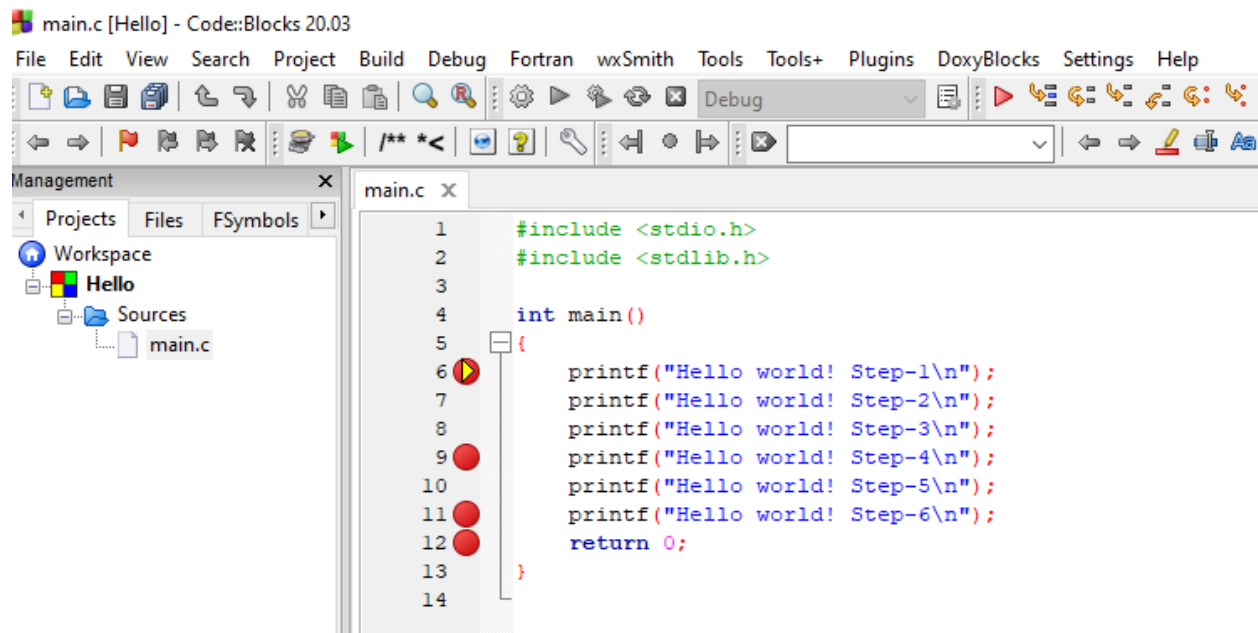 main.c [Hello] - Code::Blocks 20.03
File Edit View Search Project Build Debug Fortran wxSmith Tools Tools+ Plugins DoxyBlocks Settings Help
Debug
/** *<
Management
main.c
Projects Files FSymbols
Workspace
Hello
Sources
main.c
1 #include <stdio.h>
2 #include <stdlib.h>
3
4 int main()
5 {
6 printf("Hello world! Step-1\n");
7 printf("Hello world! Step-2\n");
8 printf("Hello world! Step-3\n");
9 printf("Hello world! Step-4\n");
10 printf("Hello world! Step-5\n");
11 printf("Hello world! Step-6\n");
12 return 0;
13 }
14